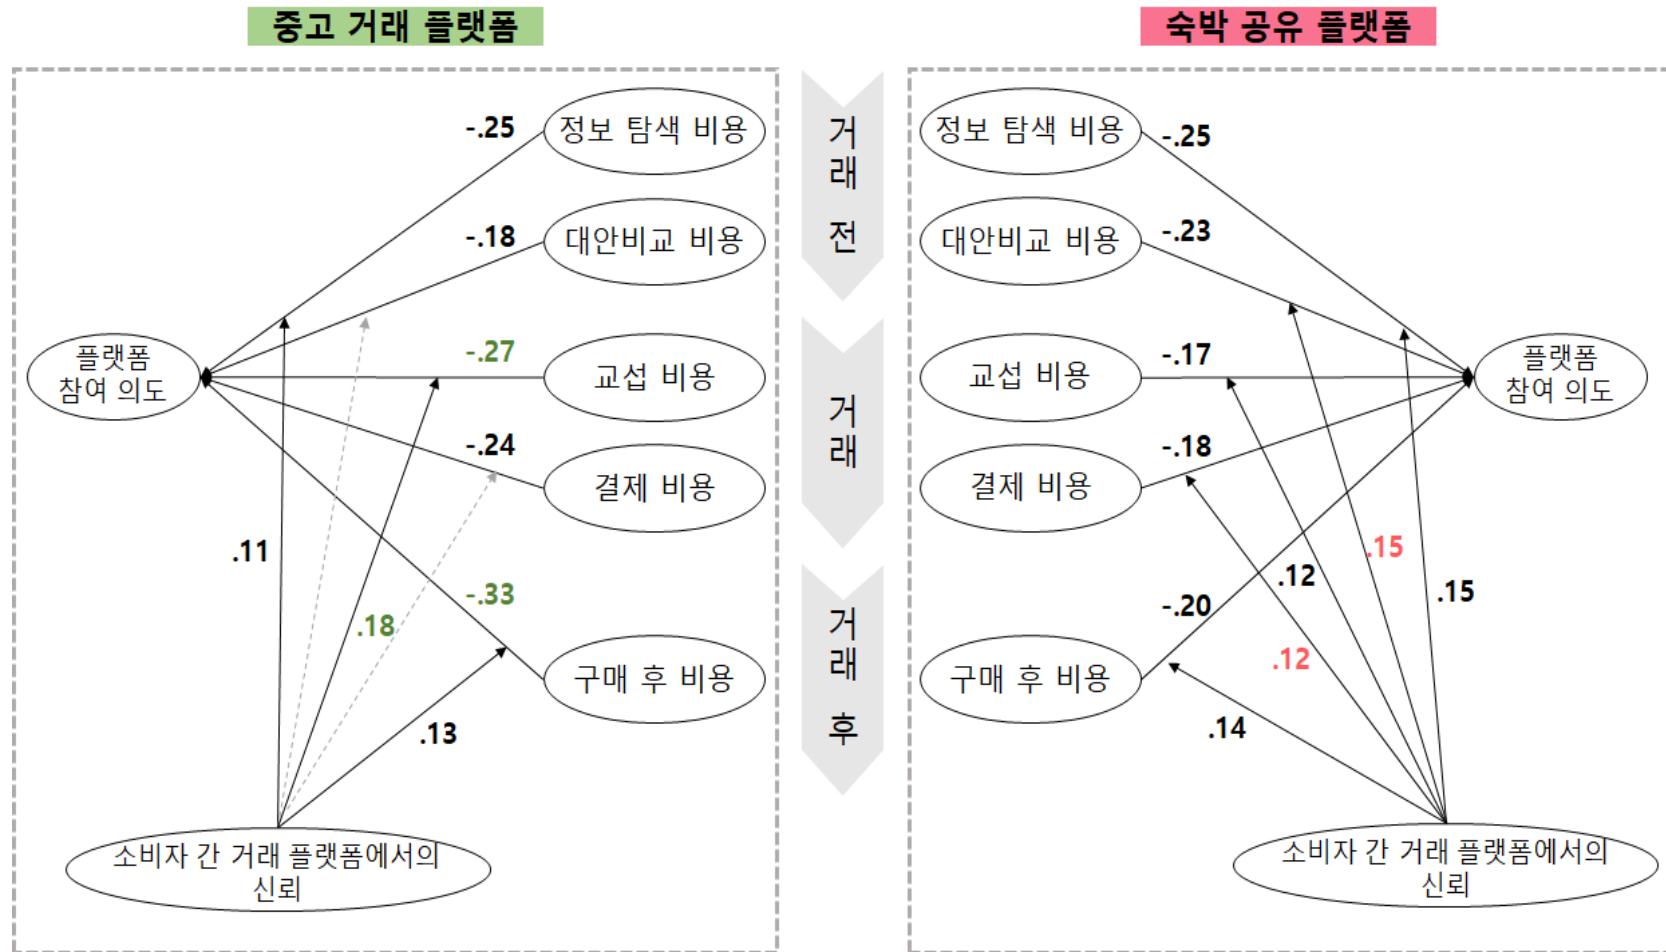 중고 거래 플랫폼
숙박 공유 플랫폼
-.25
정보 탐색 비용
-.18
대안비교 비용
플랫폼
참여 의도
-.27
교섭 비용
-.24
결제 비용
.11
.18
-.33
구매 후 비용
.13
소비자 간 거래 플랫폼에서의
신뢰
거
래
전
거
래
거
래
후
정보 탐색 비용
-.25
대안비교 비용
-.23
교섭 비용
-.17
플랫폼
참여 의도
결제 비용
-.18
.15
.12
.15
-.20
.12
구매 후 비용
.14
소비자 간 거래 플랫폼에서의
신뢰